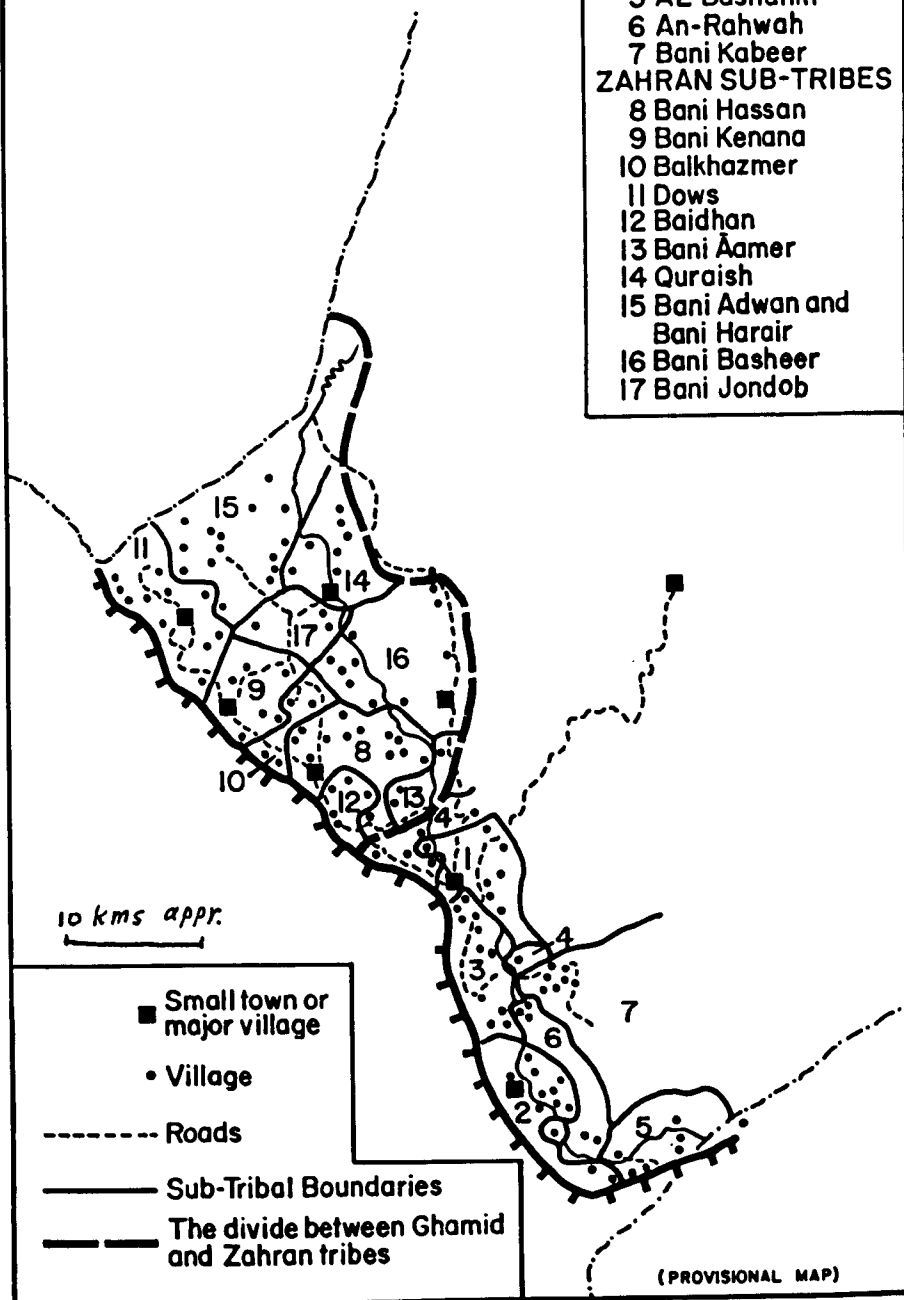 6 An-Rahwah
7 Bani Kabeer
ZAHRAN SUB-TRIBES
8 Bani Hassan
9 Bani Kenana
10 Balkhazmer
11 Dows
12 Baidhan
13 Bani Āamer
14 Quraish
15 Bani Adwan and
Bani Harair
16 Bani Basheer
17 Bani Jondob
15
11
14
17
16
9
8
10
12
13
4
1
4
3
7
6
2
5
10 kms appr.
Small town or
major village
Village
Roads
Sub-Tribal Boundaries
The divide between Ghamid
and Zahran tribes
(PROVISIONAL MAP)